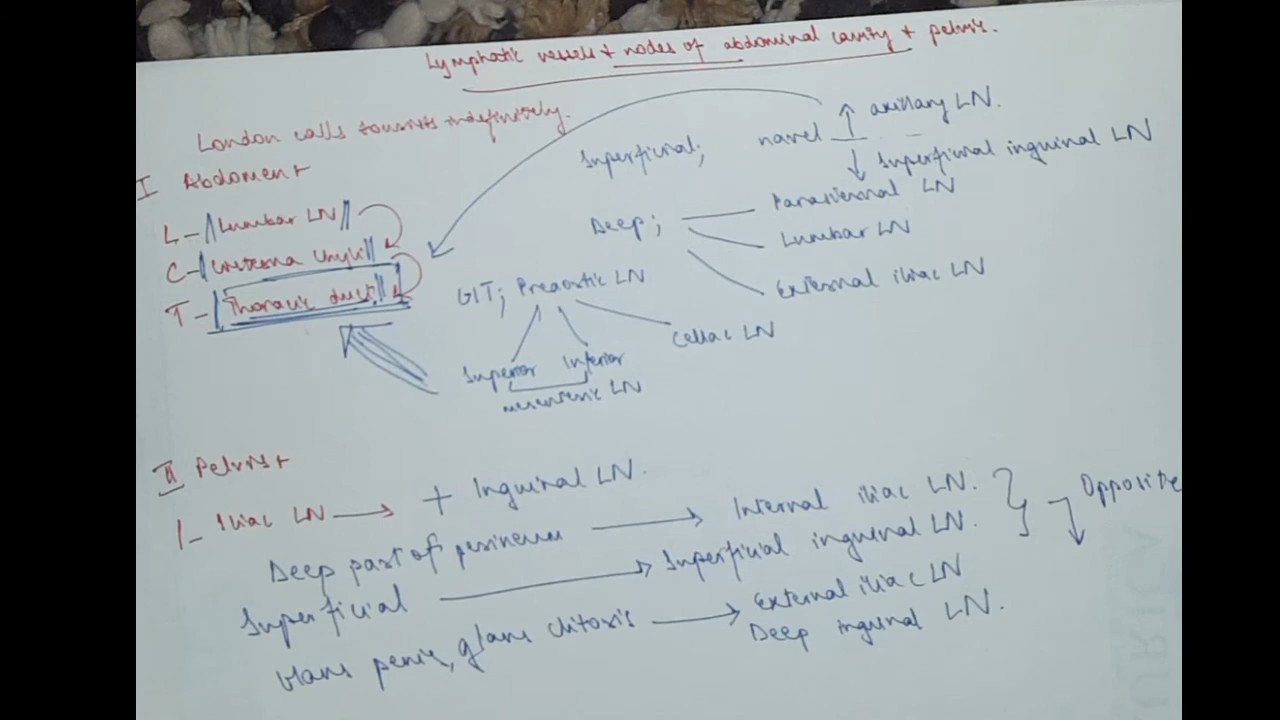 Lymphatic vessels + nodes of abdominal cavity + pelvis.
London calls tourists indefinitely.
I Abdomen +
L - Lumbar LN
C - Cisterna chyli
T - Thoracic duct
Superficial; navel ↑ axillary LN.
↓ Superficial inguinal LN
Deep; Parasternal LN
Lumbar LN
External iliac LN
GIT; Preaortic LN
Superior Inferior Celiac LN
mesenteric LN
II Pelvis +
I - Iliac LN → + Inguinal LN.
Deep part of perineum → Internal iliac LN.
Superficial → Superficial inguinal LN.
Opposite
glans penis, glans clitoris → External iliac LN
Deep inguinal LN.